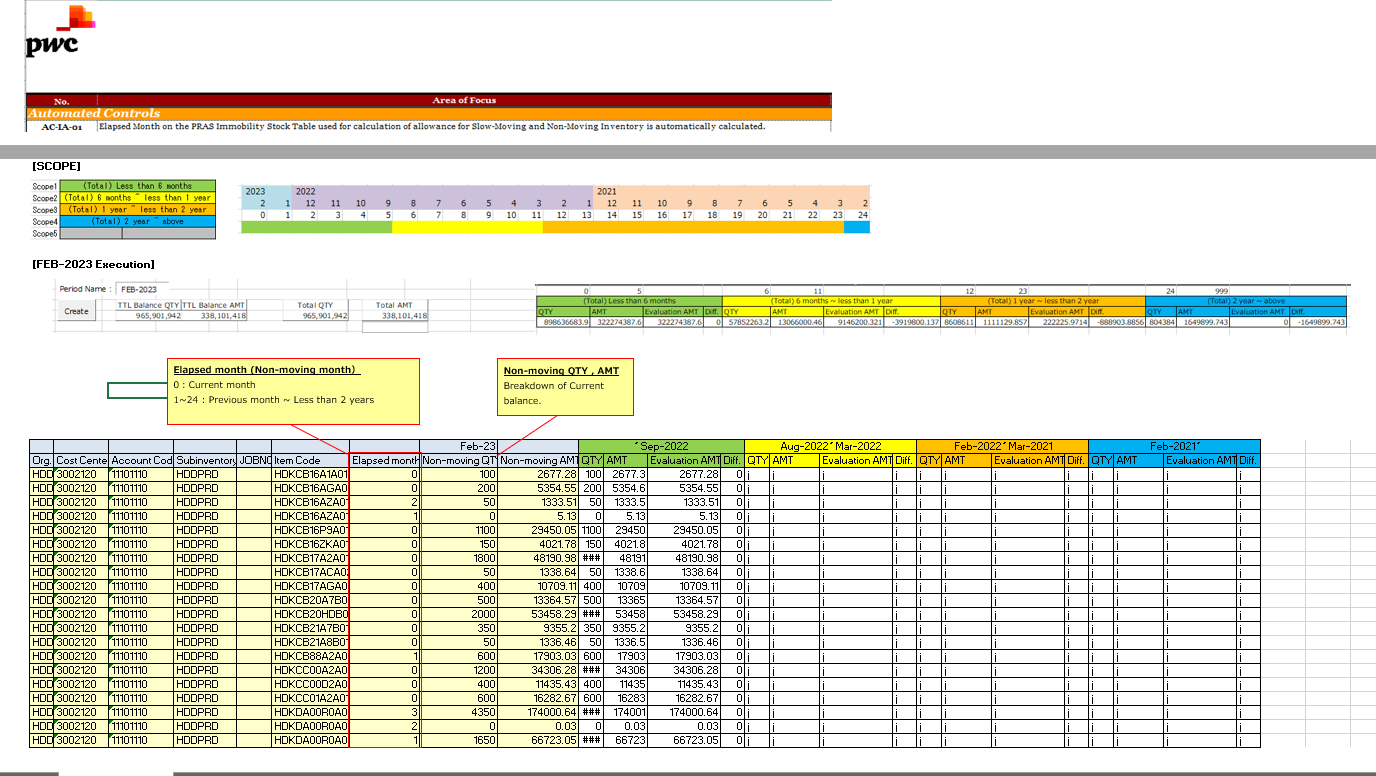 pwc
No. Area of Focus
Automated Controls
AC-IA-01 Elapsed Month on the PRAS Immobility Stock Table used for calculation of allowance for Slow-Moving and Non-Moving Inventory is automatically calculated.
[SCOPE]
Scope1 (Total) Less than 6 months
Scope2 (Total) 6 months ~ less than 1 year
Scope3 (Total) 1 year ~ less than 2 year
Scope4 (Total) 2 year ~ above
Scope5
2023 2022 2021
2 1 12 11 10 9 8 7 6 5 4 3 2 1 12 11 10 9 8 7 6 5 4 3 2
0 1 2 3 4 5 6 7 8 9 10 11 12 13 14 15 16 17 18 19 20 21 22 23 24
[FEB-2023 Execution]
Period Name : FEB-2023
Create
TTL Balance QTY TTL Balance AMT Total QTY Total AMT
965,901,942 338,101,418 965,901,942 338,101,418
0 5 6 11 12 23 24 999
(Total) Less than 6 months (Total) 6 months ~ less than 1 year (Total) 1 year ~ less than 2 year (Total) 2 year ~ above
QTY AMT Evaluation AMT Diff. QTY AMT Evaluation AMT Diff. QTY AMT Evaluation AMT Diff. QTY AMT Evaluation AMT Diff.
898636683.9 322274387.6 322274387.6 0 57852263.2 13066000.46 9146200.321 -3919800.137 8608611 1111129.857 222225.9714 -888903.8856 804384 1649899.743 0 -1649899.743
Elapsed month (Non-moving month)
0 : Current month
1~24 : Previous month ~ Less than 2 years
Non-moving QTY , AMT
Breakdown of Current
balance.
Feb-23 ~Sep-2022 Aug-2022~Mar-2022 Feb-2022~Mar-2021 Feb-2021~
Org. Cost Cente Account Cod Subinventory JOBNO Item Code Elapsed month Non-moving QT Non-moving AMT QTY AMT Evaluation AMT Diff. QTY AMT Evaluation AMT Diff. QTY AMT Evaluation AMT Diff. QTY AMT Evaluation AMT Diff.
HDD 3002120 11101110 HDDPRD HDKCB16A1A01 0 100 2677.28 100 2677.3 2677.28 0
HDD 3002120 11101110 HDDPRD HDKCB16AGA0 0 200 5354.55 200 5354.6 5354.55 0
HDD 3002120 11101110 HDDPRD HDKCB16AZA01 2 50 1333.51 50 1333.5 1333.51 0
HDD 3002120 11101110 HDDPRD HDKCB16AZA01 1 0 5.13 0 5.13 5.13 0
HDD 3002120 11101110 HDDPRD HDKCB16P9A01 0 1100 29450.05 1100 29450 29450.05 0
HDD 3002120 11101110 HDDPRD HDKCB16ZKA01 0 150 4021.78 150 4021.8 4021.78 0
HDD 3002120 11101110 HDDPRD HDKCB17A2A01 0 1800 48190.98 ### 48191 48190.98 0
HDD 3002120 11101110 HDDPRD HDKCB17ACA0 0 50 1338.64 50 1338.6 1338.64 0
HDD 3002120 11101110 HDDPRD HDKCB17AGA0 0 400 10709.11 400 10709 10709.11 0
HDD 3002120 11101110 HDDPRD HDKCB20A7B0 0 500 13364.57 500 13365 13364.57 0
HDD 3002120 11101110 HDDPRD HDKCB20HDB0 0 2000 53458.29 ### 53458 53458.29 0
HDD 3002120 11101110 HDDPRD HDKCB21A7B01 0 350 9355.2 350 9355.2 9355.2 0
HDD 3002120 11101110 HDDPRD HDKCB21A8B01 0 50 1336.46 50 1336.5 1336.46 0
HDD 3002120 11101110 HDDPRD HDKCB88A2A0 1 600 17903.03 600 17903 17903.03 0
HDD 3002120 11101110 HDDPRD HDKCC00A2A0 0 1200 34306.28 ### 34306 34306.28 0
HDD 3002120 11101110 HDDPRD HDKCC00D2A0 0 400 11435.43 400 11435 11435.43 0
HDD 3002120 11101110 HDDPRD HDKCC01A2A0 0 600 16282.67 600 16283 16282.67 0
HDD 3002120 11101110 HDDPRD HDKDA00R0A0 3 4350 174000.64 ### 174001 174000.64 0
HDD 3002120 11101110 HDDPRD HDKDA00R0A0 2 0 0.03 0 0.03 0.03 0
HDD 3002120 11101110 HDDPRD HDKDA00R0A0 1 1650 66723.05 ### 66723 66723.05 0